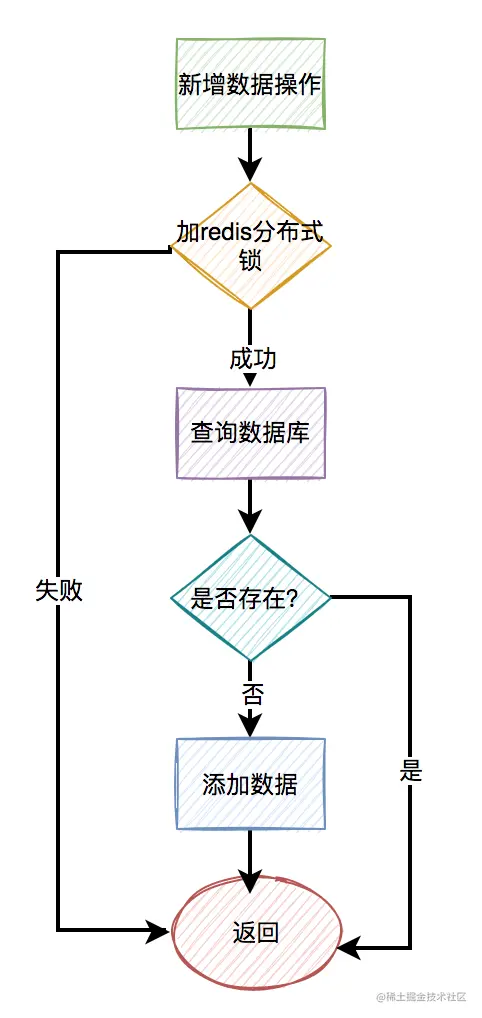 新增数据操作
加redis分布式
锁
成功
查询数据库
失败
是否存在?
否
是
添加数据
返回
@稀土掘金技术社区